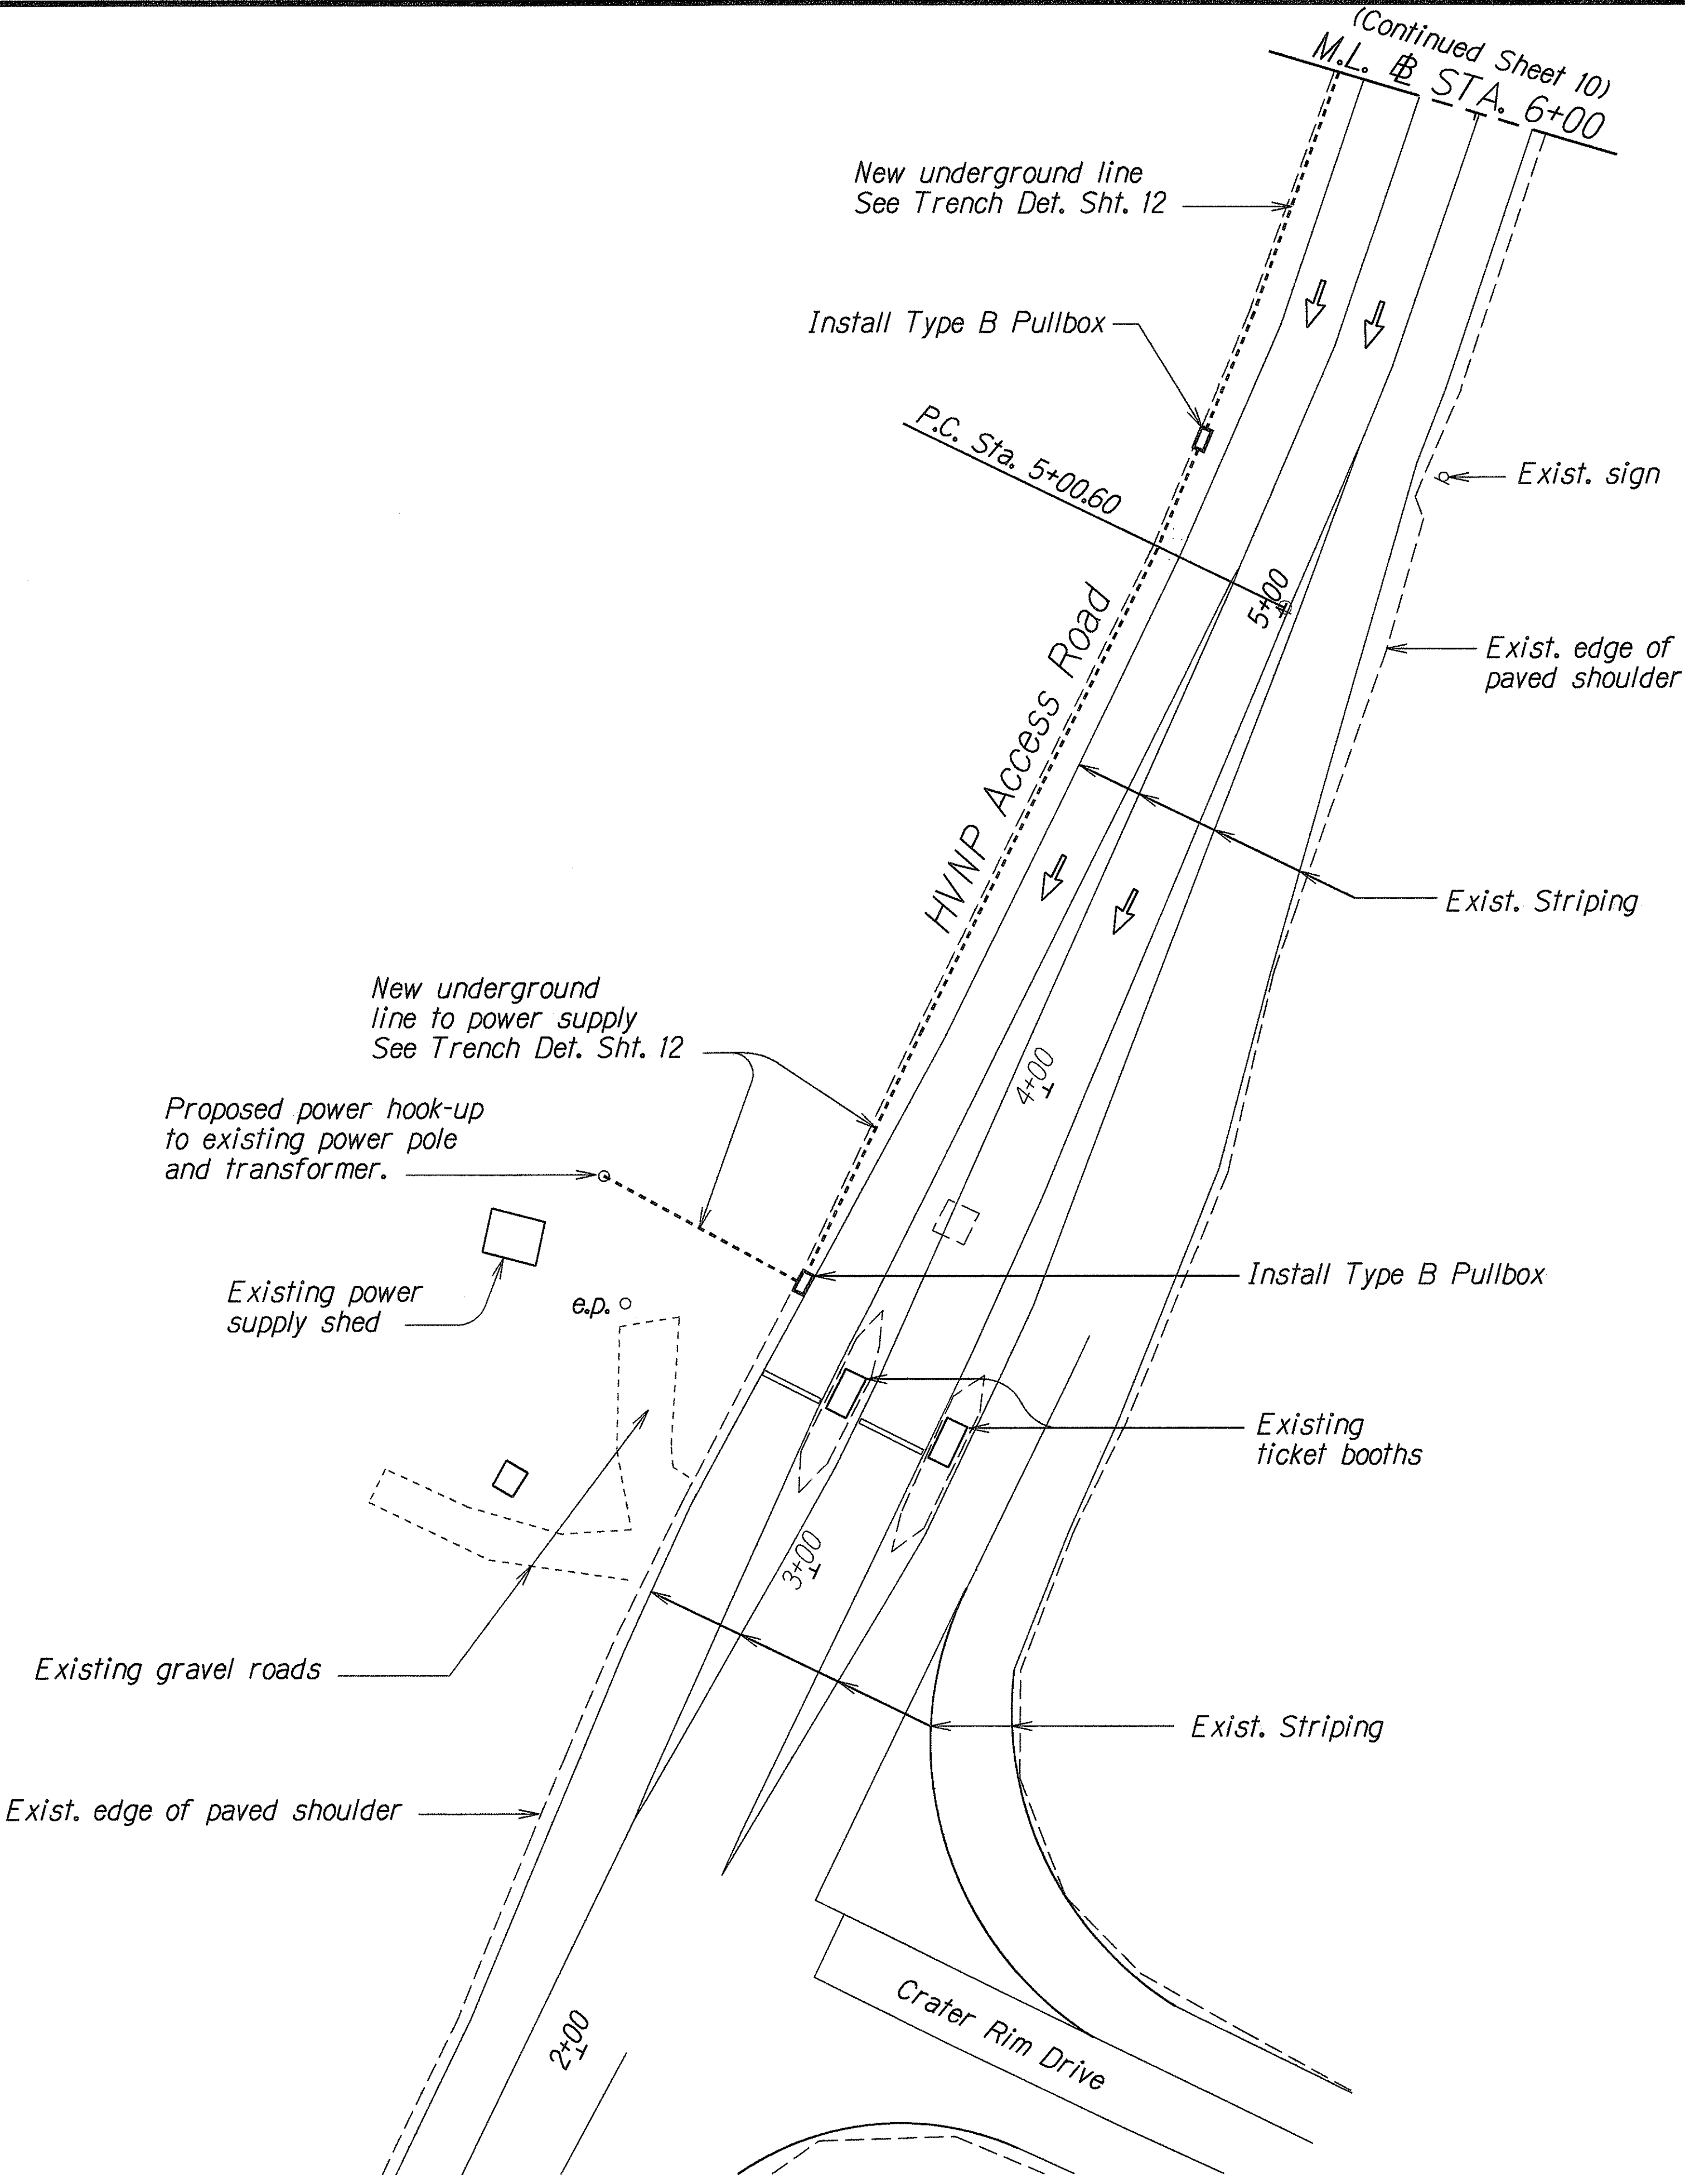 (Continued Sheet 10)
M.L. BL STA. 6+00
New underground line
See Trench Det. Sht. 12
Install Type B Pullbox
P.C. Sta. 5+00.60
Exist. sign
5+00
Exist. edge of
paved shoulder
HVNP Access Road
Exist. Striping
New underground
line to power supply
See Trench Det. Sht. 12
4+00
Proposed power hook-up
to existing power pole
and transformer.
Install Type B Pullbox
Existing power
supply shed
e.p.
Existing
ticket booths
3+00
Existing gravel roads
Exist. Striping
Exist. edge of paved shoulder
2+00
Crater Rim Drive